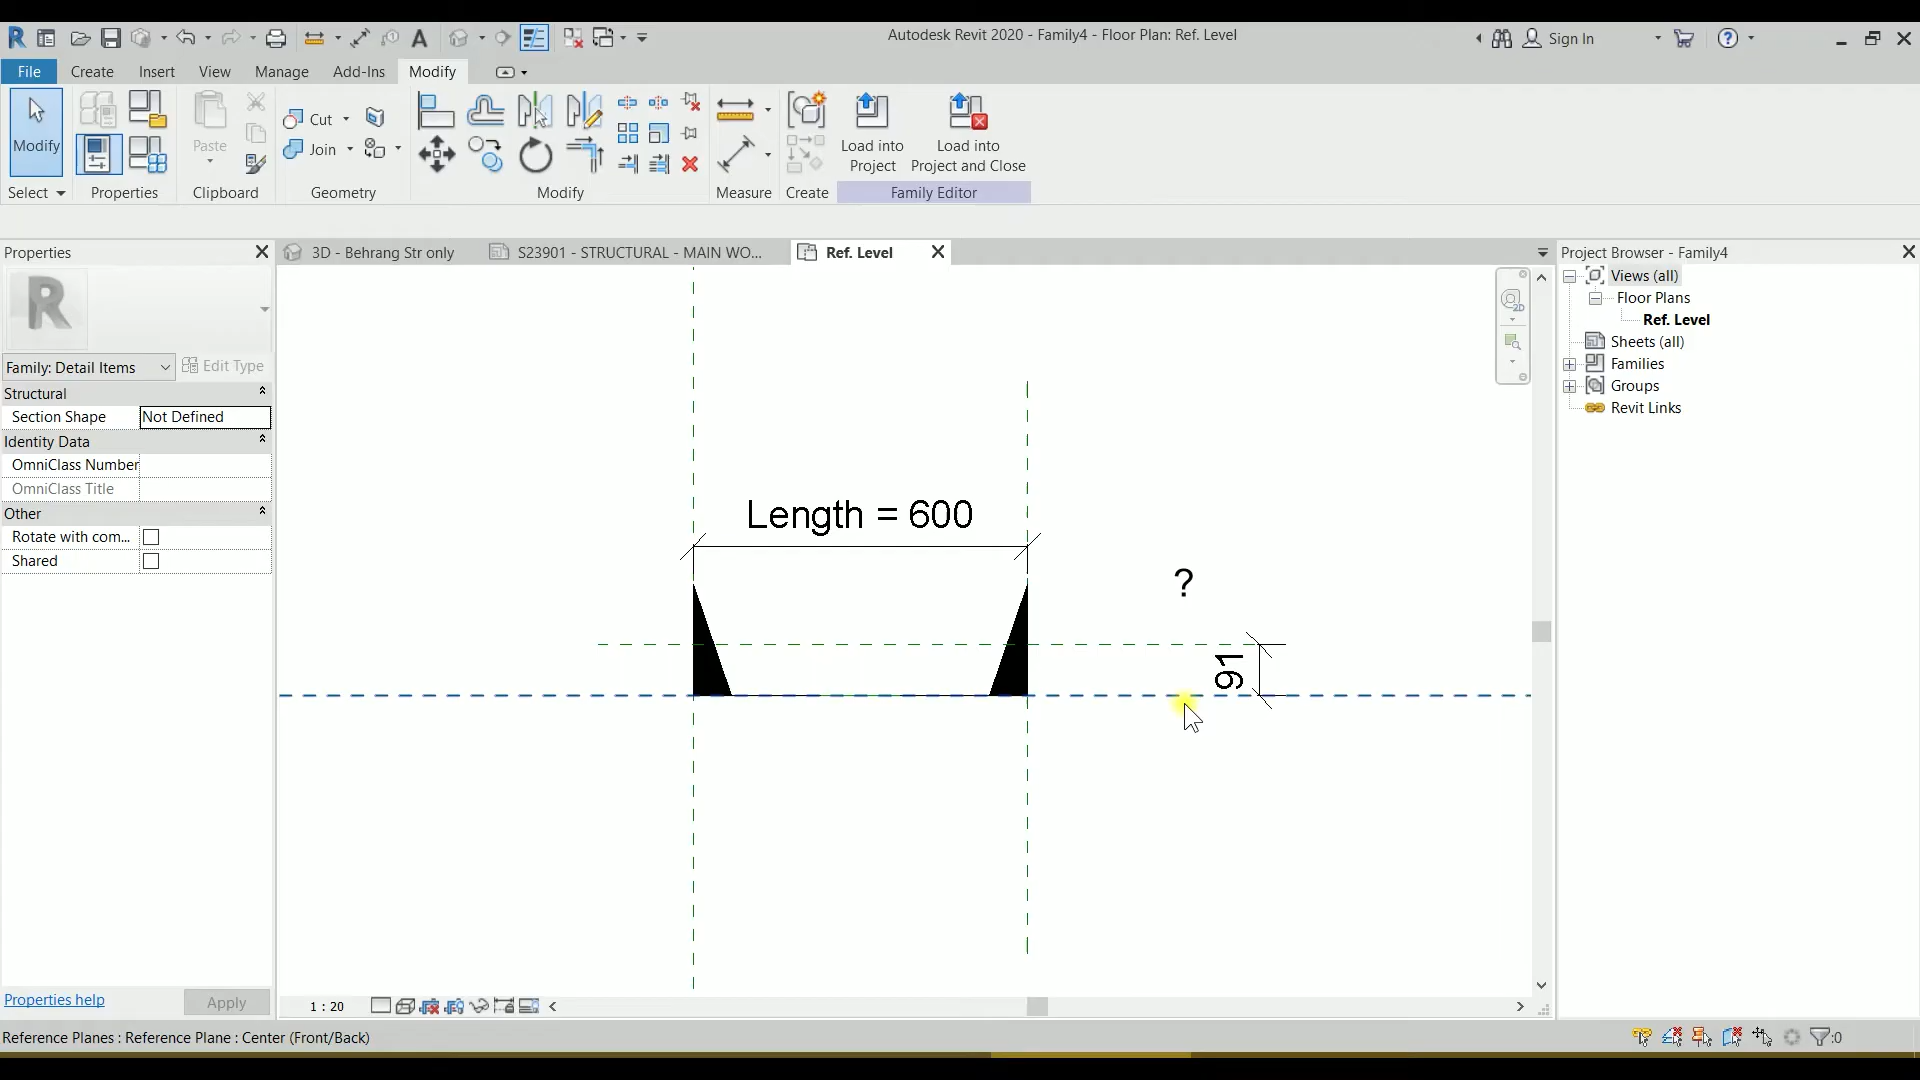 Autodesk Revit 2020 - Family4 - Floor Plan: Ref. Level
Sign In
File
Create
Insert
View
Manage
Add-Ins
Modify
Modify
Paste
Cut
Join
Load into
Project
Load into
Project and Close
Select
Properties
Clipboard
Geometry
Modify
Measure
Create
Family Editor
Properties
3D - Behrang Str only
S23901 - STRUCTURAL - MAIN WO...
Ref. Level
Project Browser - Family4
Family: Detail Items
Edit Type
Structural
Section Shape
Not Defined
Identity Data
OmniClass Number
OmniClass Title
Other
Rotate with com...
Shared
Views (all)
Floor Plans
Ref. Level
Sheets (all)
Families
Groups
Revit Links
2D
Length = 600
?
91
Properties help
Apply
1 : 20
Reference Planes : Reference Plane : Center (Front/Back)
:0